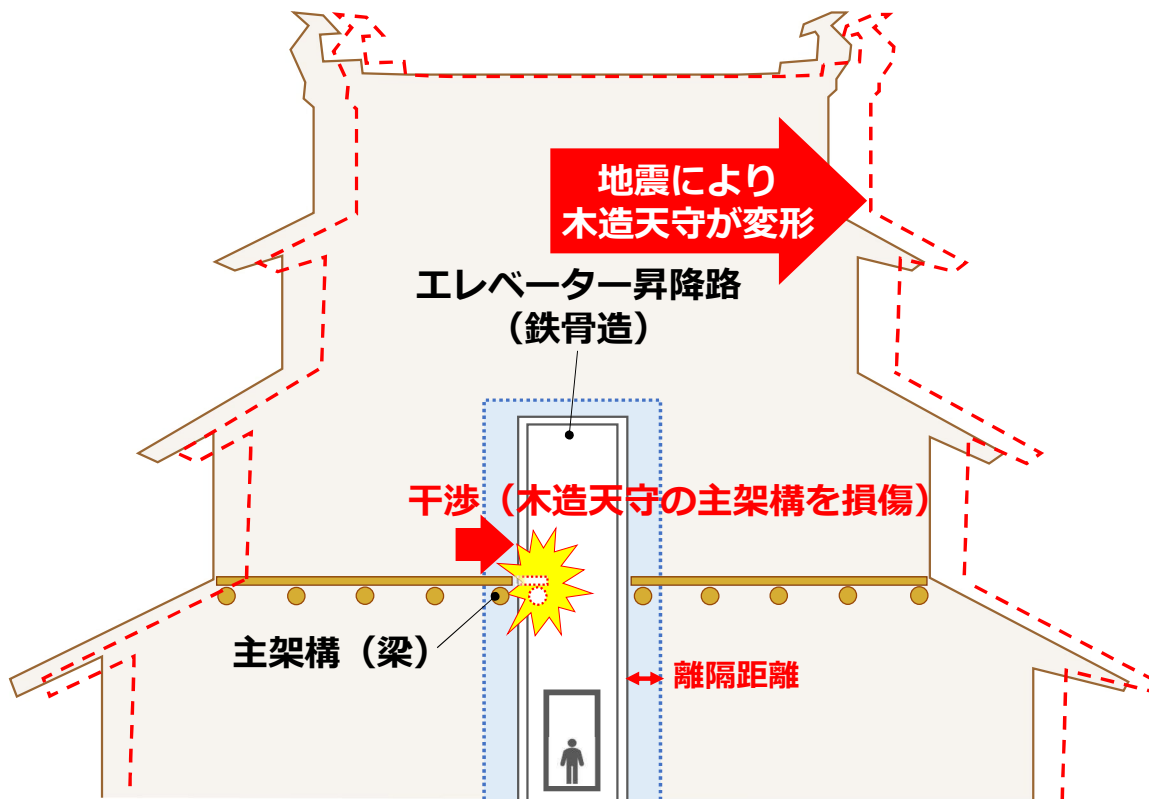 地震により
木造天守が変形
エレベーター昇降路
（鉄骨造）
干渉（木造天守の主架構を損傷）
主架構（梁）
離隔距離